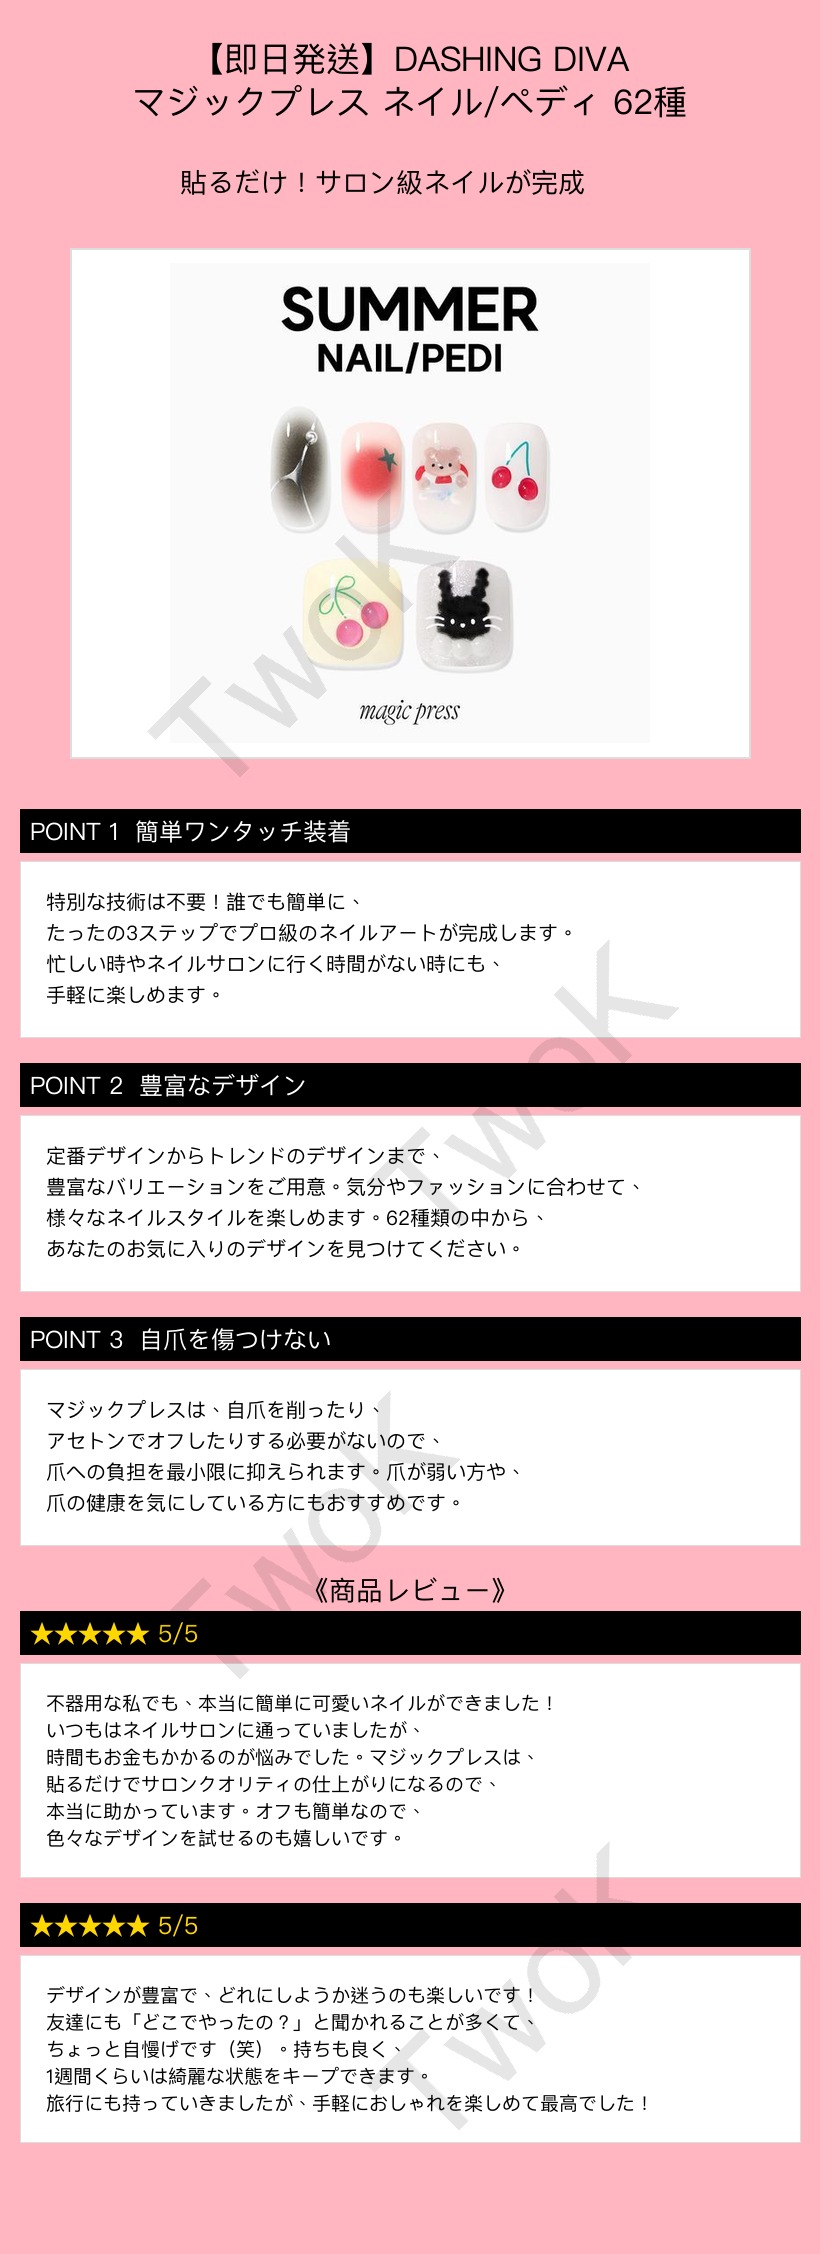 【即日発送】DASHING DIVA
マジックプレス ネイル/ペディ 62種
貼るだけ！サロン級ネイルが完成
SUMMER
NAIL/PEDI
magic press
TwoK
POINT 1 簡単ワンタッチ装着
特別な技術は不要！誰でも簡単に、
たったの3ステップでプロ級のネイルアートが完成します。
忙しい時やネイルサロンに行く時間がない時にも、
手軽に楽しめます。
TwoK
POINT 2 豊富なデザイン
定番デザインからトレンドのデザインまで、
豊富なバリエーションをご用意。気分やファッションに合わせて、
様々なネイルスタイルを楽しめます。62種類の中から、
あなたのお気に入りのデザインを見つけてください。
POINT 3 自爪を傷つけない
マジックプレスは、自爪を削ったり、
アセトンでオフしたりする必要がないので、
爪への負担を最小限に抑えられます。爪が弱い方や、
爪の健康を気にしている方にもおすすめです。
TwoK
《商品レビュー》
★★★★★ 5/5
不器用な私でも、本当に簡単に可愛いネイルができました！
いつもはネイルサロンに通っていましたが、
時間もお金もかかるのが悩みでした。マジックプレスは、
貼るだけでサロンクオリティの仕上がりになるので、
本当に助かっています。オフも簡単なので、
色々なデザインを試せるのも嬉しいです。
★★★★★ 5/5
デザインが豊富で、どれにしようか迷うのも楽しいです！
友達にも「どこでやったの？」と聞かれることが多くて、
ちょっと自慢げです（笑）。持ちも良く、
1週間くらいは綺麗な状態をキープできます。
旅行にも持っていきましたが、手軽におしゃれを楽しめて最高でした！
TwoK